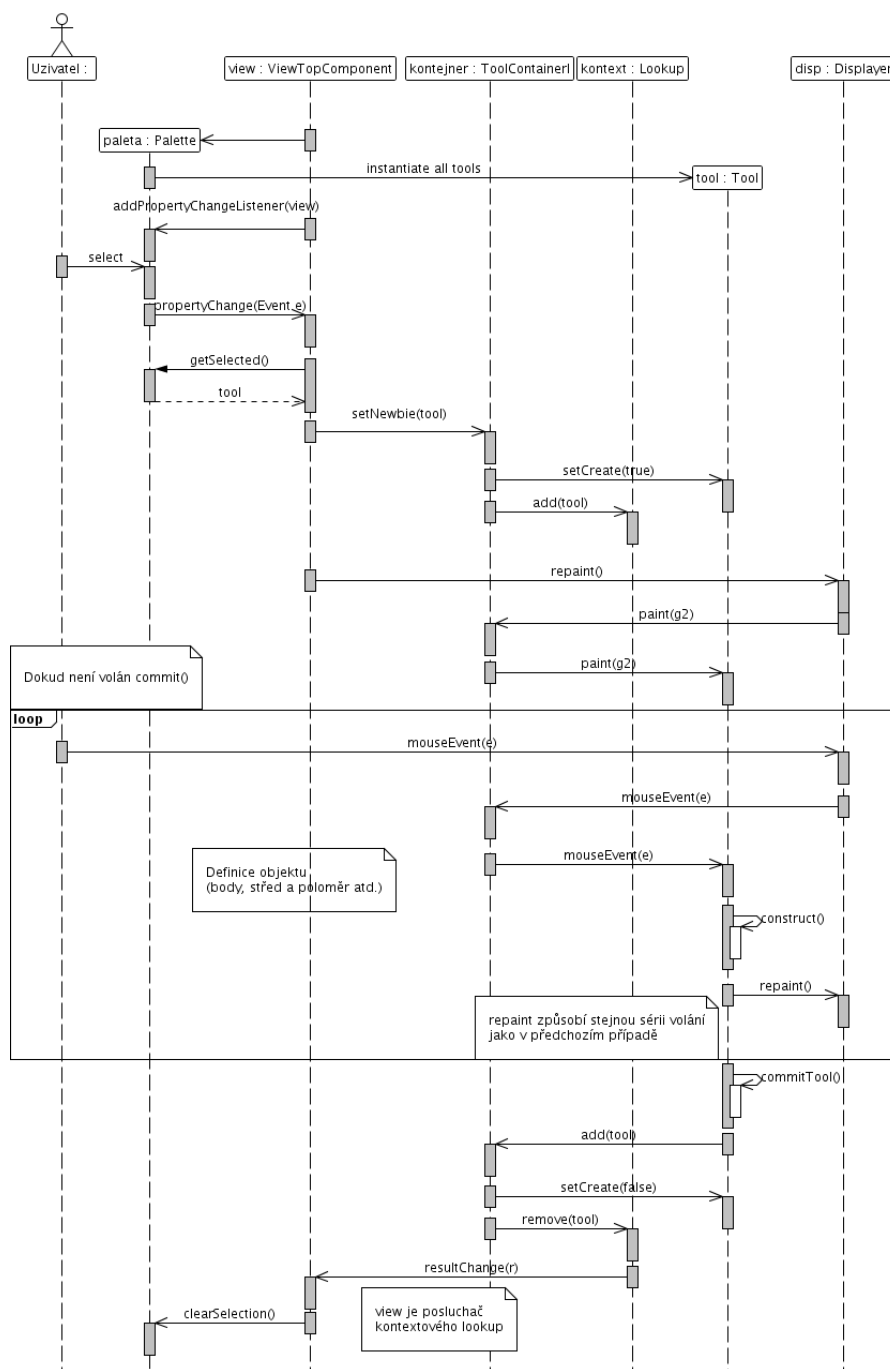 Uzivatel :
view : ViewTopComponent
kontejner : ToolContainerI
kontext : Lookup
disp : Displayer
paleta : Palette
instantiate all tools
tool : Tool
addPropertyChangeListener(view)
select
propertyChange(Event e)
getSelected()
tool
setNewbie(tool)
setCreate(true)
add(tool)
repaint()
paint(g2)
paint(g2)
Dokud není volán commit()
loop
mouseEvent(e)
mouseEvent(e)
mouseEvent(e)
Definice objektu
(body, střed a poloměr atd.)
construct()
repaint()
repaint způsobí stejnou sérii volání
jako v předchozím případě
commitTool()
add(tool)
setCreate(false)
remove(tool)
resultChange(r)
view je posluchač
kontextového lookup
clearSelection()